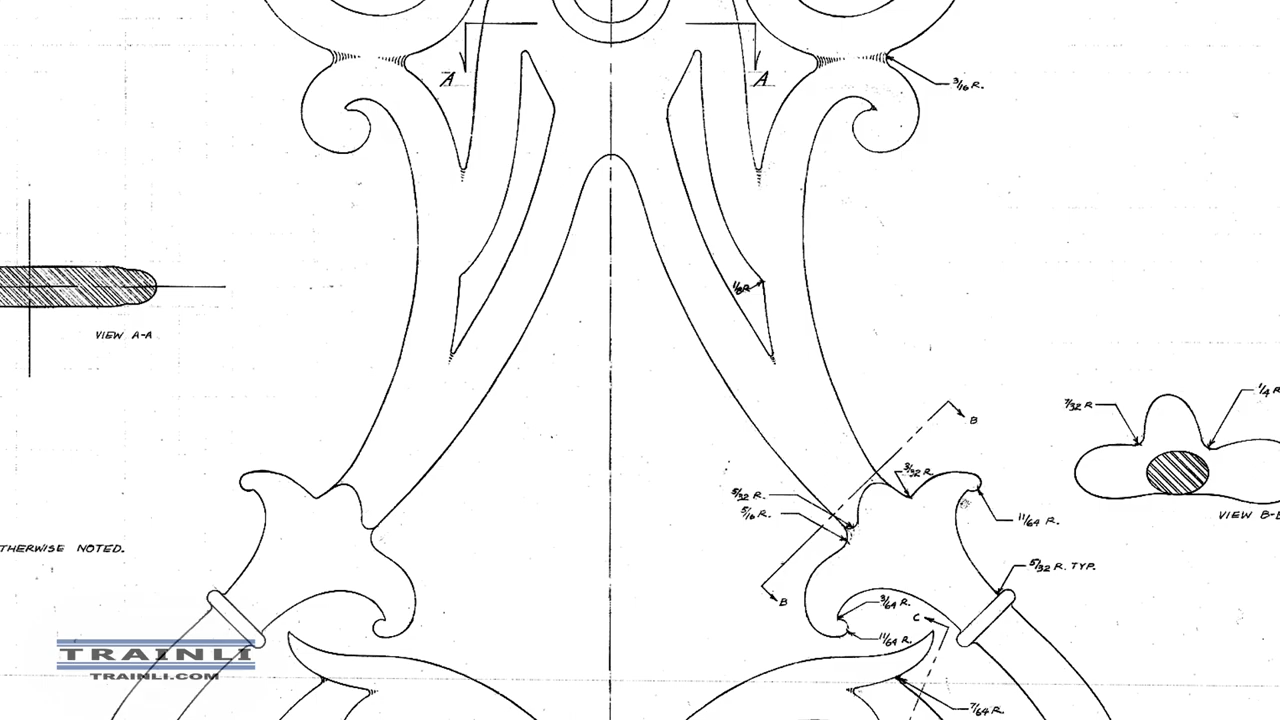 A
A
3/16 R.
1/8 R
VIEW A-A
B
7/32 R
1/4 R
3/32 R.
5/32 R.
5/16 R.
11/64 R.
VIEW B-B
THERWISE NOTED.
5/32 R. TYP.
B
3/64 R.
C
11/64 R.
TRAINLI
TRAINLI.COM
7/64 R.